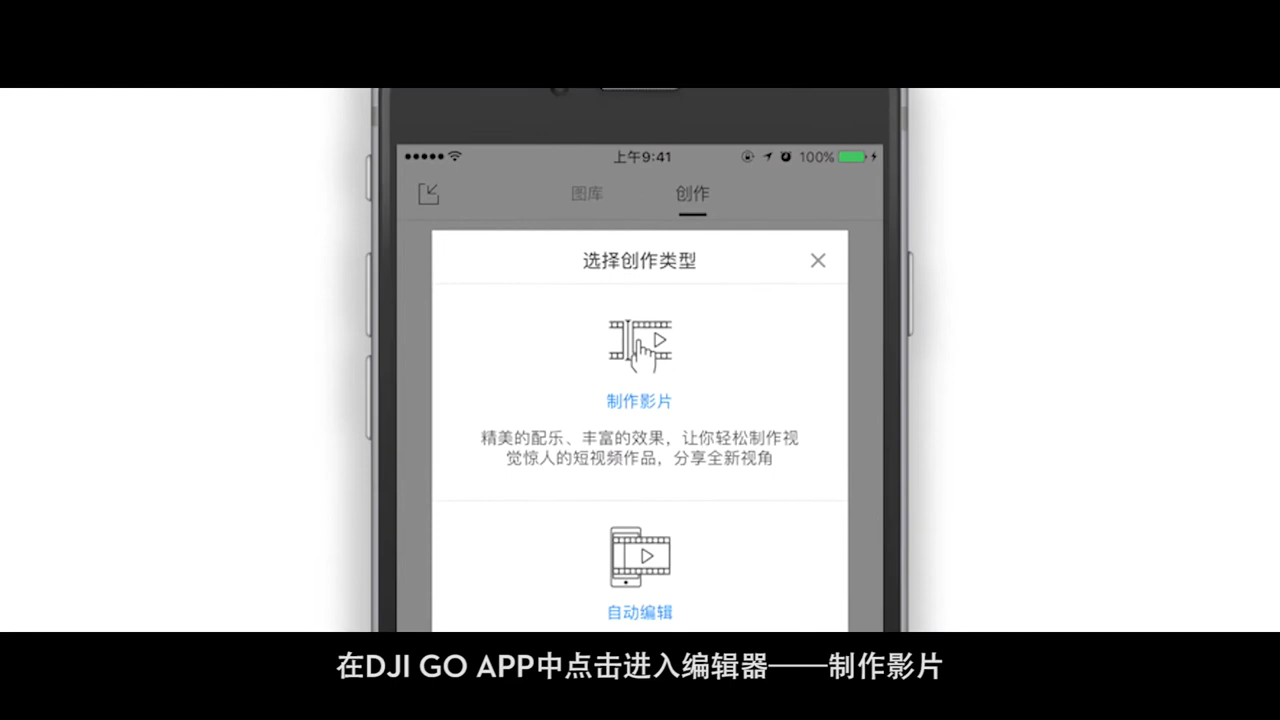 上午9:41
100%
图库
创作
选择创作类型
制作影片
精美的配乐、丰富的效果，让你轻松制作视
觉惊人的短视频作品，分享全新视角
自动编辑
在DJI GO APP中点击进入编辑器——制作影片